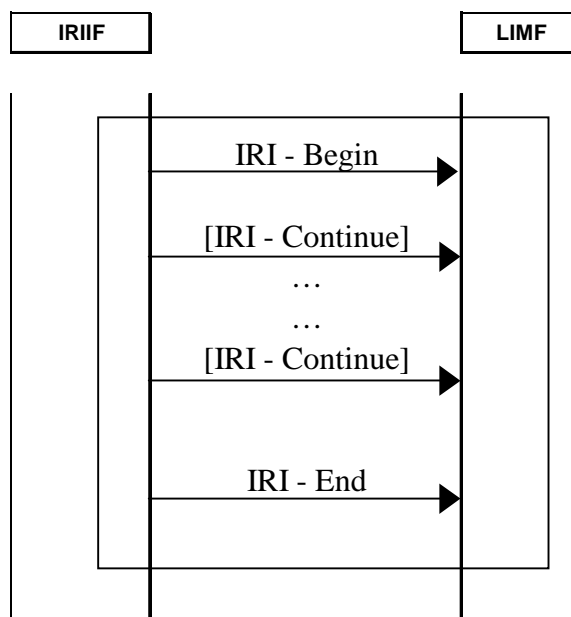 IRIIF
LIMF
IRI - Begin
[IRI - Continue]
…
…
[IRI - Continue]
IRI - End